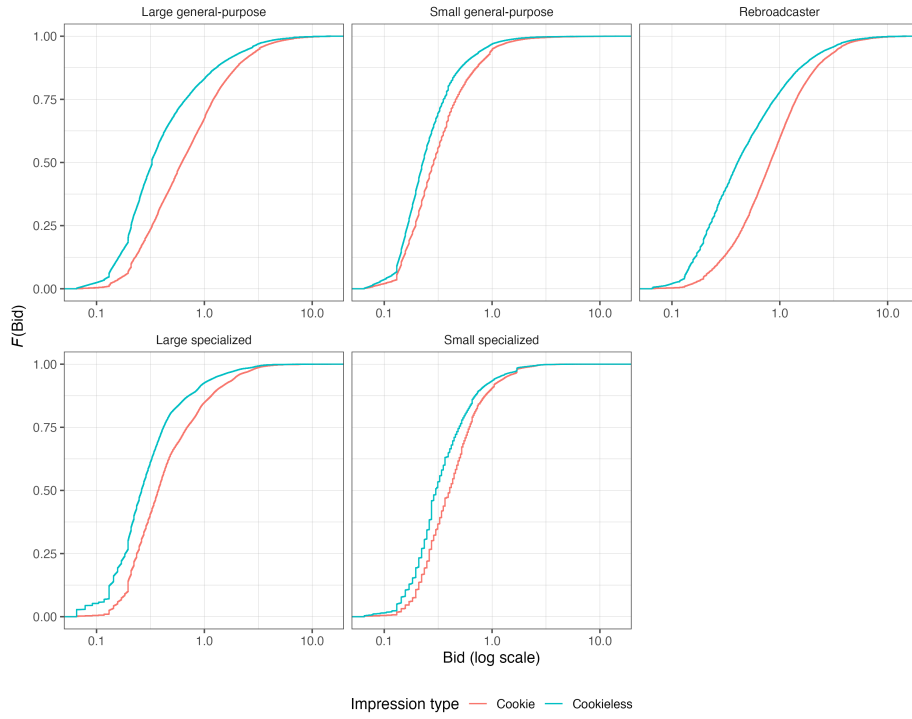 Large general-purpose
Small general-purpose
Rebroadcaster
1.00
0.75
0.50
0.25
0.00
0.1 1.0 10.0
0.1 1.0 10.0
0.1 1.0 10.0
F(Bid)
Large specialized
Small specialized
1.00
0.75
0.50
0.25
0.00
0.1 1.0 10.0
0.1 1.0 10.0
Bid (log scale)
Impression type Cookie Cookieless